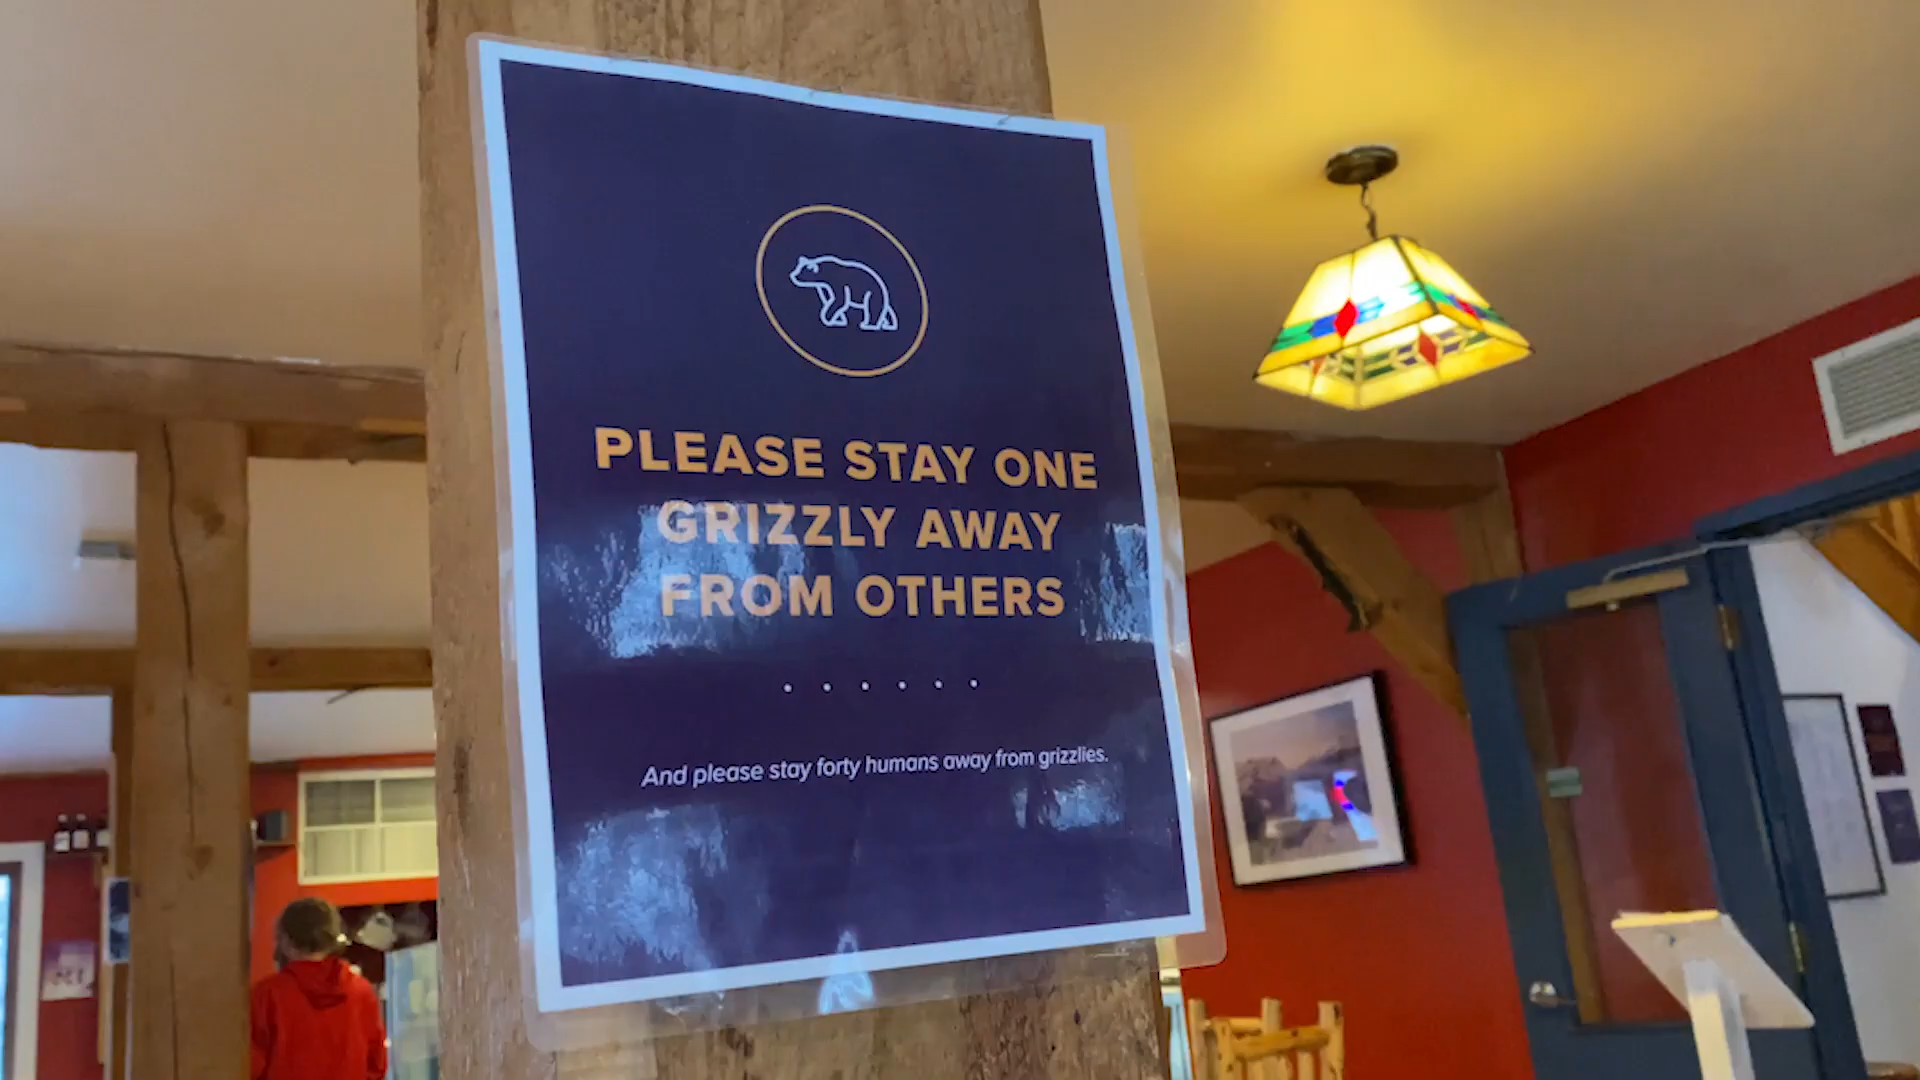 PLEASE STAY ONE
GRIZZLY AWAY
FROM OTHERS
And please stay forty humans away from grizzlies.